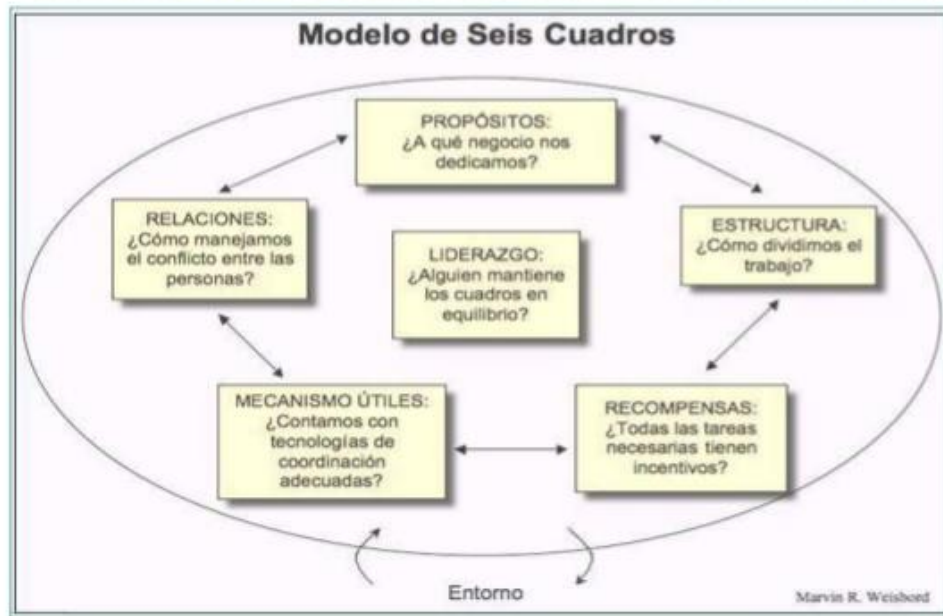 Modelo de Seis Cuadros
PROPÓSITOS:
¿A qué negocio nos
dedicamos?
RELACIONES:
¿Cómo manejamos
el conflicto entre las
personas?
LIDERAZGO:
¿Alguien mantiene
los cuadros en
equilibrio?
ESTRUCTURA:
¿Cómo dividimos el
trabajo?
MECANISMO ÚTILES:
¿Contamos con
tecnologías de
coordinación
adecuadas?
RECOMPENSAS:
¿Todas las tareas
necesarias tienen
incentivos?
Entorno
Marvin R. Weisbord